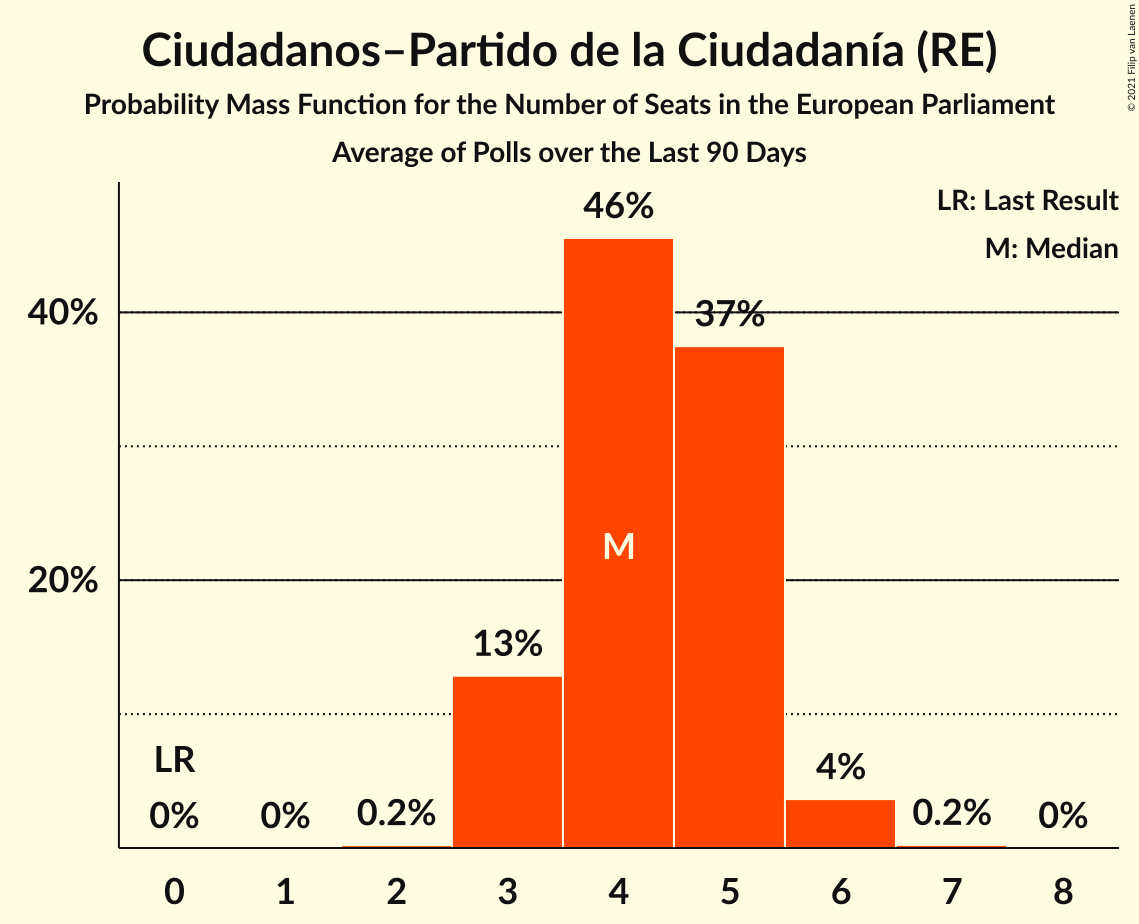 Ciudadanos–Partido de la Ciudadanía (RE)
Probability Mass Function for the Number of Seats in the European Parliament
Average of Polls over the Last 90 Days
© 2021 Filip van Laenen
LR: Last Result
M: Median
46%
40%
37%
M
20%
13%
LR
4%
0%
0%
0.2%
0.2%
0%
0 1 2 3 4 5 6 7 8